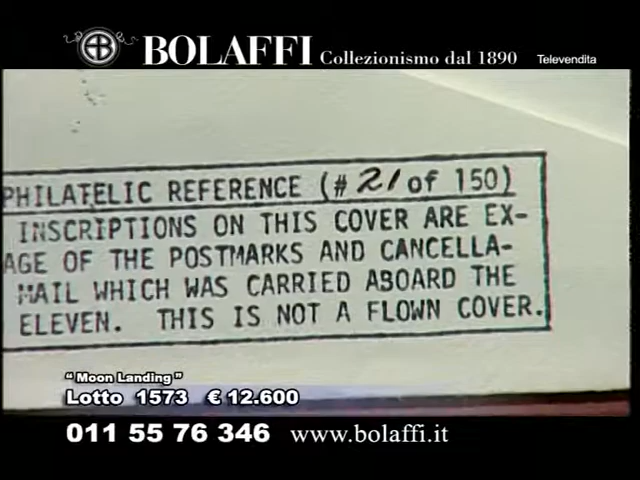 BOLAFFI Collezionismo dal 1890 Televendita
PHILATELIC REFERENCE (# 21 of 150)
INSCRIPTIONS ON THIS COVER ARE EX-
AGE OF THE POSTMARKS AND CANCELLA-
MAIL WHICH WAS CARRIED ABOARD THE
ELEVEN. THIS IS NOT A FLOWN COVER.
“Moon Landing”
Lotto 1573 € 12.600
011 55 76 346 www.bolaffi.it